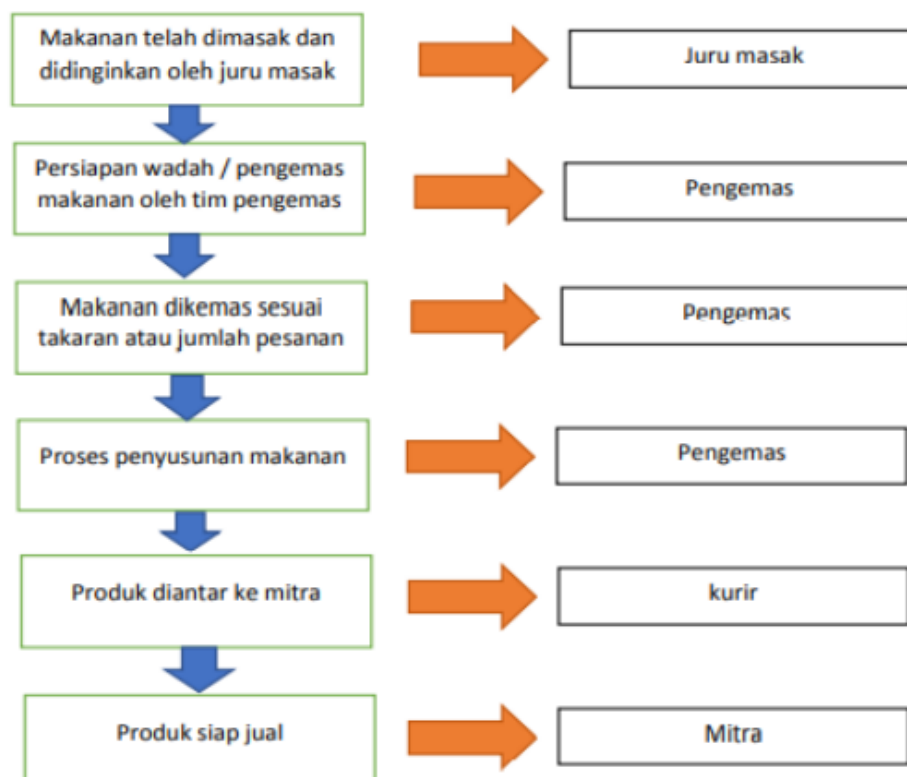 Makanan telah dimasak dan
didinginkan oleh juru masak
Juru masak
Persiapan wadah / pengemas
makanan oleh tim pengemas
Pengemas
Makanan dikemas sesuai
takaran atau jumlah pesanan
Pengemas
Proses penyusunan makanan
Pengemas
Produk diantar ke mitra
kurir
Produk siap jual
Mitra